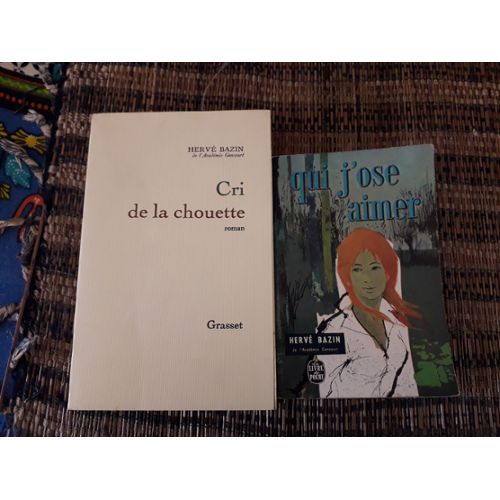 HERVÉ BAZIN
de l'Académie Goncourt
Cri
de la chouette
roman
Grasset
qui j'ose
aimer
HERVÉ BAZIN
de l'Académie Goncourt
LE LIVRE
DE POCHE